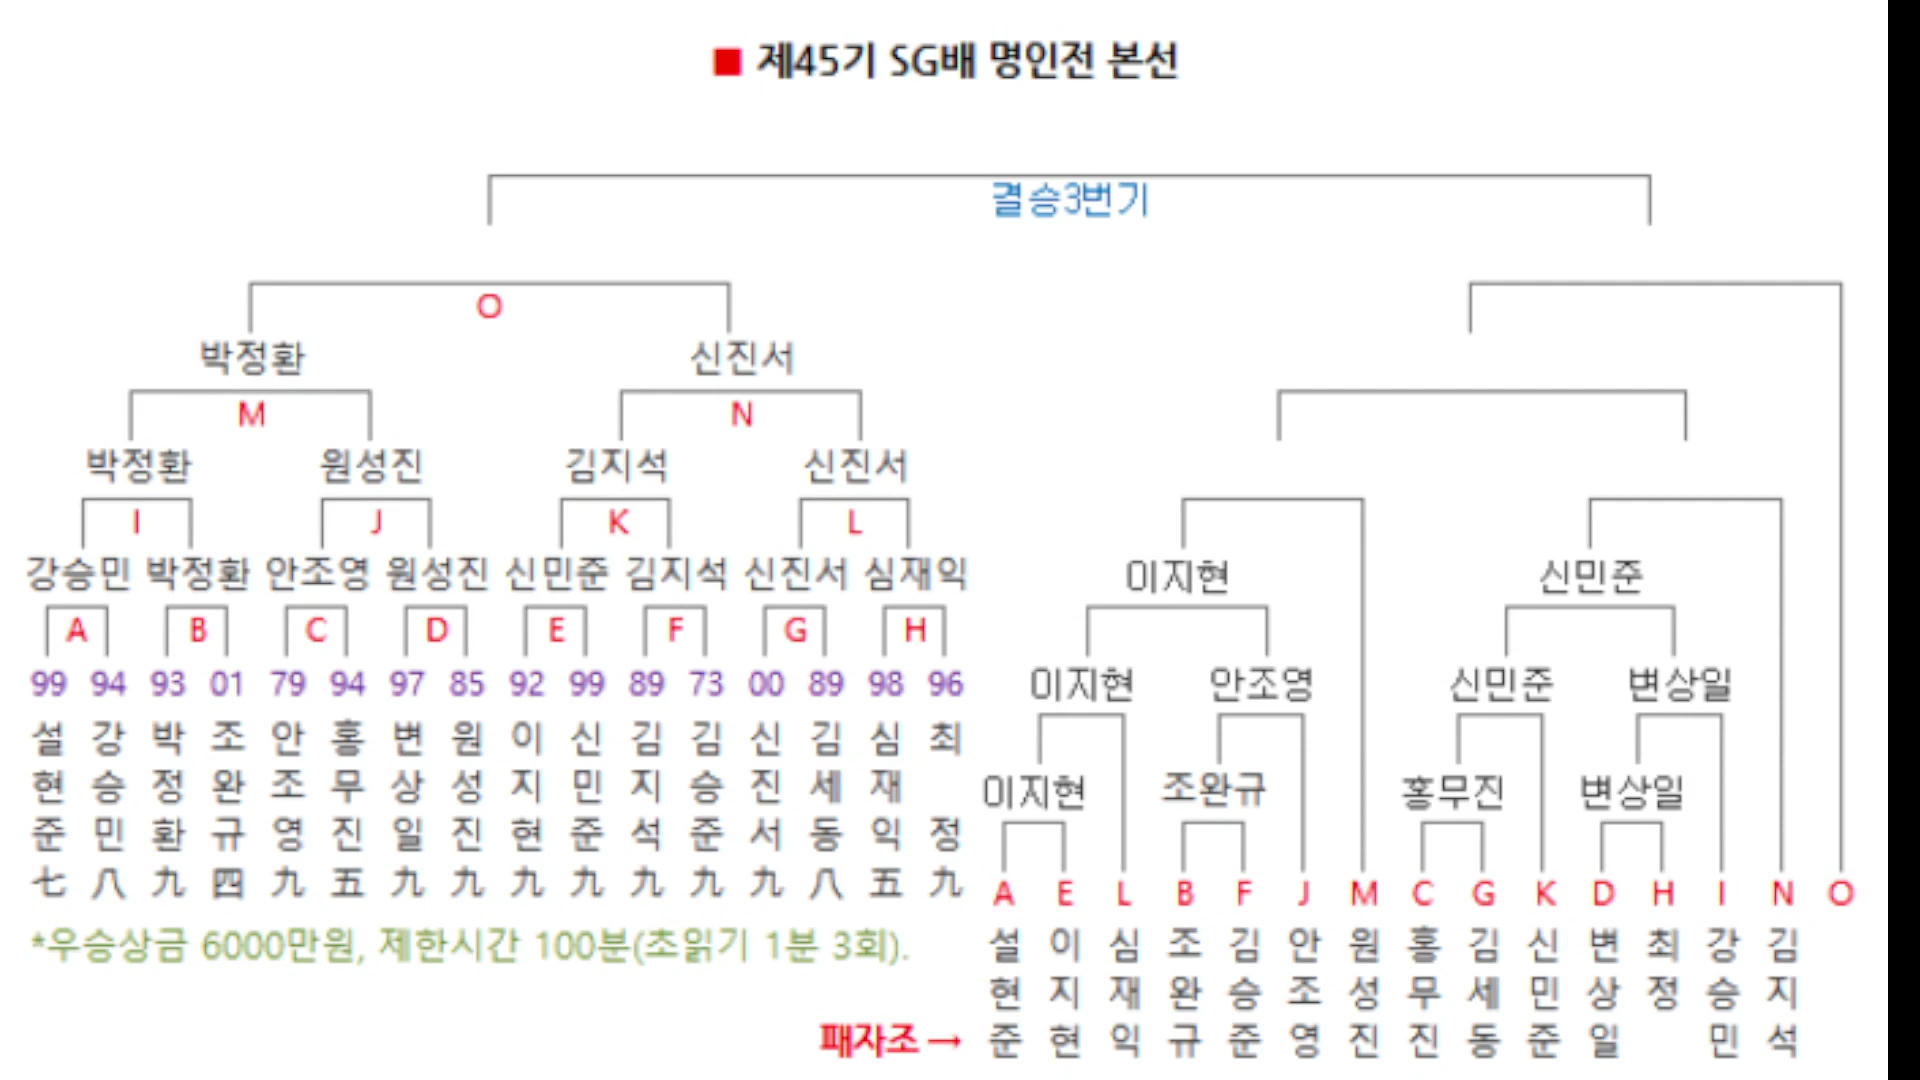 ■ 제45기 SG배 명인전 본선
결승3번기
O
박정환 신진서
M N
박정환 원성진 김지석 신진서
I J K L
강승민 박정환 안조영 원성진 신민준 김지석 신진서 심재익
이지현 신민준
A B C D E F G H
99 94 93 01 79 94 97 85 92 99 89 73 00 89 98 96
이지현 안조영 신민준 변상일
설 강 박 조 안 홍 변 원 이 신 김 김 신 김 심 최
현 승 정 완 조 무 상 성 지 민 지 승 진 세 재
이지현 조완규 홍무진 변상일
준 민 환 규 영 진 일 진 현 준 석 준 서 동 익 정
七 八 九 四 九 五 九 九 九 九 九 九 九 八 五 九
A E L B F J M C G K D H I N O
*우승상금 6000만원, 제한시간 100분(초읽기 1분 3회).
설 이 심 조 김 안 원 홍 김 신 변 최 강 김
현 지 재 완 승 조 성 무 세 민 상 정 승 지
패자조 → 준 현 익 규 준 영 진 진 동 준 일 민 석